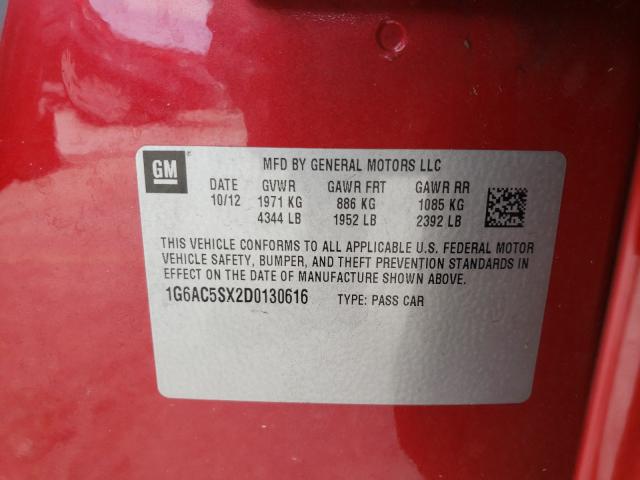 GM
MFD BY GENERAL MOTORS LLC
DATE GVWR GAWR FRT GAWR RR
10/12 1971 KG 886 KG 1085 KG
4344 LB 1952 LB 2392 LB
THIS VEHICLE CONFORMS TO ALL APPLICABLE U.S. FEDERAL MOTOR
VEHICLE SAFETY, BUMPER, AND THEFT PREVENTION STANDARDS IN
EFFECT ON THE DATE OF MANUFACTURE SHOWN ABOVE.
1G6AC5SX2D0130616 TYPE: PASS CAR